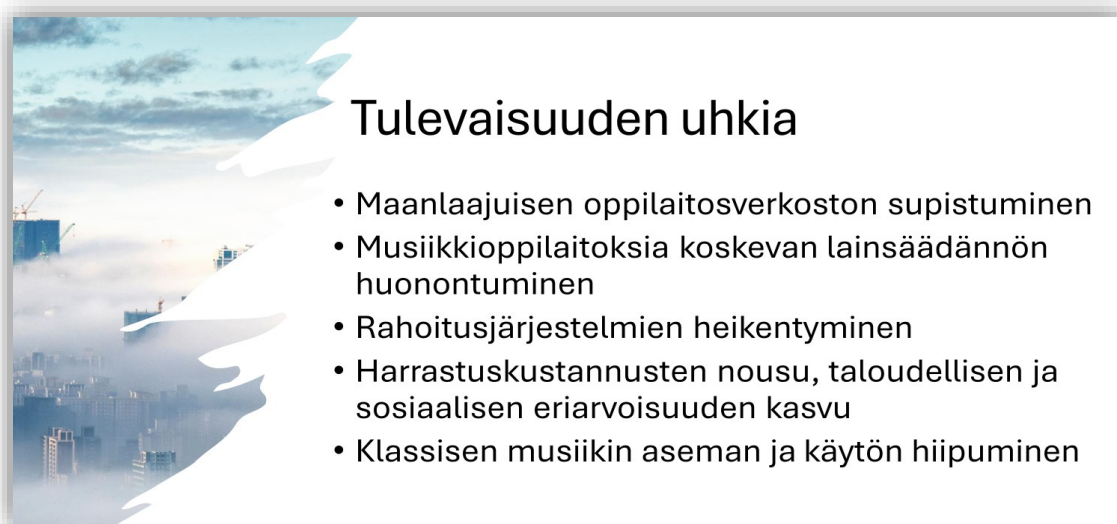 Tulevaisuuden uhkia
• Maanlaajuisen oppilaitosverkoston supistuminen
• Musiikkioppilaitoksia koskevan lainsäädännön
huonontuminen
• Rahoitusjärjestelmien heikentyminen
• Harrastuskustannusten nousu, taloudellisen ja
sosiaalisen eriarvoisuuden kasvu
• Klassisen musiikin aseman ja käytön hiipuminen